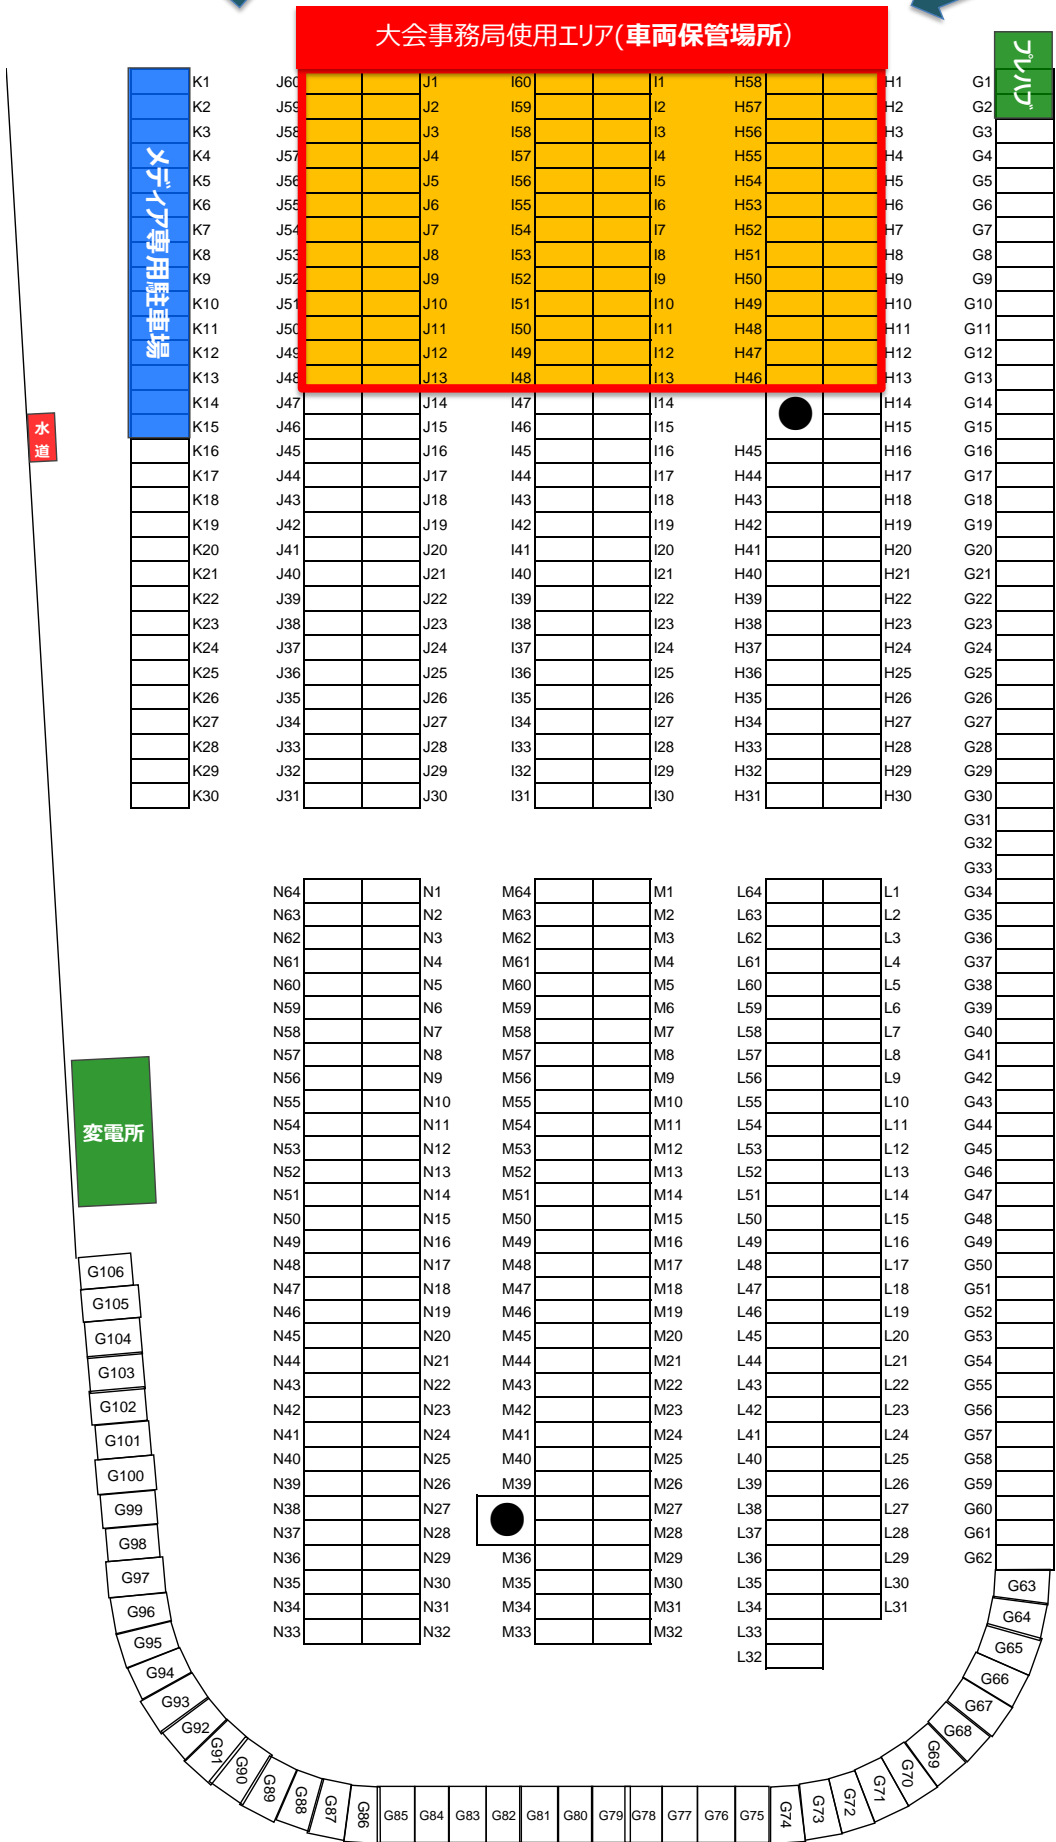 大会事務局使用エリア(車両保管場所)
プレハブ
メディア専用駐車場
K1 J60 J1 I60 I1 H58 H1 G1
K2 J59 J2 I59 I2 H57 H2 G2
K3 J58 J3 I58 I3 H56 H3 G3
K4 J57 J4 I57 I4 H55 H4 G4
K5 J56 J5 I56 I5 H54 H5 G5
K6 J55 J6 I55 I6 H53 H6 G6
K7 J54 J7 I54 I7 H52 H7 G7
K8 J53 J8 I53 I8 H51 H8 G8
K9 J52 J9 I52 I9 H50 H9 G9
K10 J51 J10 I51 I10 H49 H10 G10
K11 J50 J11 I50 I11 H48 H11 G11
K12 J49 J12 I49 I12 H47 H12 G12
K13 J48 J13 I48 I13 H46 H13 G13
K14 J47 J14 I47 I14 H14 G14
K15 J46 J15 I46 I15 H15 G15
水
道
K16 J45 J16 I45 I16 H45 H16 G16
K17 J44 J17 I44 I17 H44 H17 G17
K18 J43 J18 I43 I18 H43 H18 G18
K19 J42 J19 I42 I19 H42 H19 G19
K20 J41 J20 I41 I20 H41 H20 G20
K21 J40 J21 I40 I21 H40 H21 G21
K22 J39 J22 I39 I22 H39 H22 G22
K23 J38 J23 I38 I23 H38 H23 G23
K24 J37 J24 I37 I24 H37 H24 G24
K25 J36 J25 I36 I25 H36 H25 G25
K26 J35 J26 I35 I26 H35 H26 G26
K27 J34 J27 I34 I27 H34 H27 G27
K28 J33 J28 I33 I28 H33 H28 G28
K29 J32 J29 I32 I29 H32 H29 G29
K30 J31 J30 I31 I30 H31 H30 G30
G31
G32
G33
N64 N1 M64 M1 L64 L1 G34
N63 N2 M63 M2 L63 L2 G35
N62 N3 M62 M3 L62 L3 G36
N61 N4 M61 M4 L61 L4 G37
N60 N5 M60 M5 L60 L5 G38
N59 N6 M59 M6 L59 L6 G39
N58 N7 M58 M7 L58 L7 G40
N57 N8 M57 M8 L57 L8 G41
N56 N9 M56 M9 L56 L9 G42
N55 N10 M55 M10 L55 L10 G43
N54 N11 M54 M11 L54 L11 G44
変電所
N53 N12 M53 M12 L53 L12 G45
N52 N13 M52 M13 L52 L13 G46
N51 N14 M51 M14 L51 L14 G47
N50 N15 M50 M15 L50 L15 G48
N49 N16 M49 M16 L49 L16 G49
N48 N17 M48 M17 L48 L17 G50
N47 N18 M47 M18 L47 L18 G51
N46 N19 M46 M19 L46 L19 G52
N45 N20 M45 M20 L45 L20 G53
N44 N21 M44 M21 L44 L21 G54
N43 N22 M43 M22 L43 L22 G55
N42 N23 M42 M23 L42 L23 G56
N41 N24 M41 M24 L41 L24 G57
N40 N25 M40 M25 L40 L25 G58
N39 N26 M39 M26 L39 L26 G59
N38 N27 M27 L38 L27 G60
N37 N28 M28 L37 L28 G61
N36 N29 M36 M29 L36 L29 G62
N35 N30 M35 M30 L35 L30
N34 N31 M34 M31 L34 L31
N33 N32 M33 M32 L33
L32
G63
G64
G65
G66
G67
G68
G69
G70
G71
G72
G73
G74
G75
G76
G77
G78
G79
G80
G81
G82
G83
G84
G85
G86
G87
G88
G89
G90
G91
G92
G93
G94
G95
G96
G97
G98
G99
G100
G101
G102
G103
G104
G105
G106